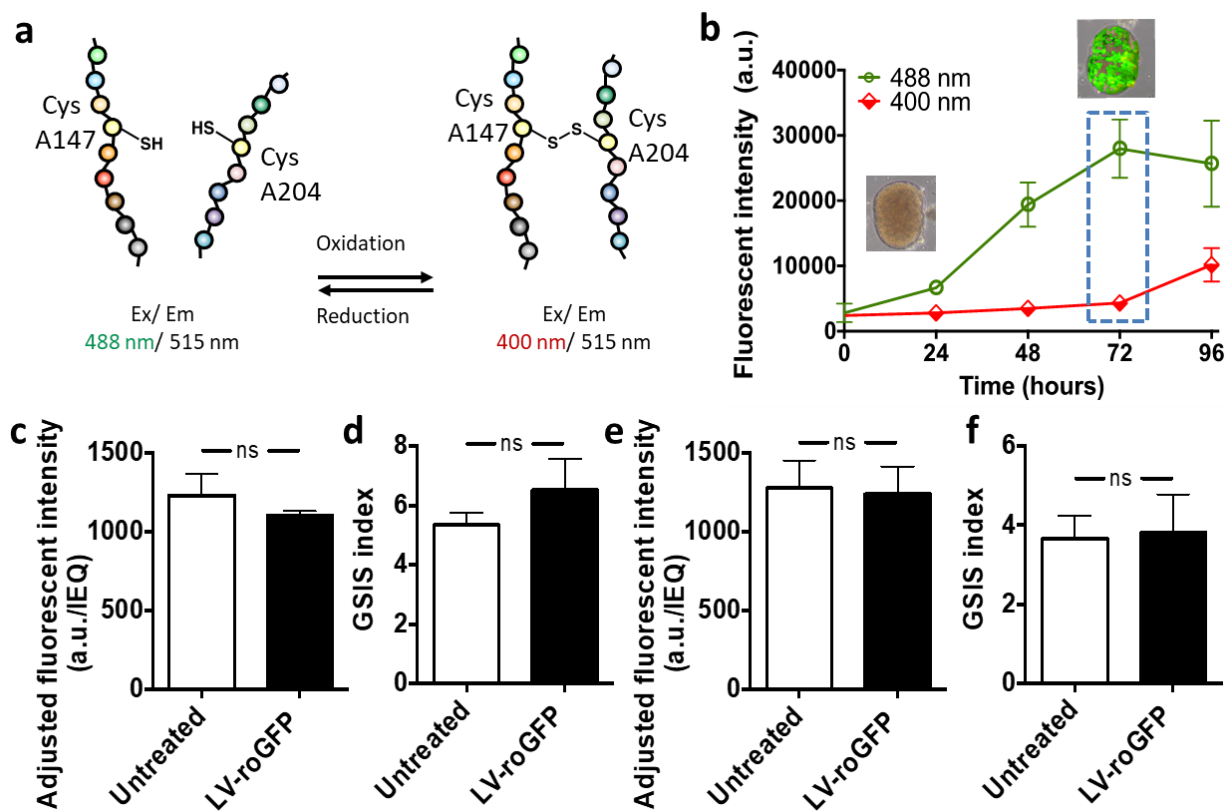 a
Cys
A147
SH
HS
Cys
A204
Oxidation
Reduction
Cys
A147
S
S
Cys
A204
Ex/ Em
488 nm/ 515 nm
Ex/ Em
400 nm/ 515 nm
b
Fluorescent intensity (a.u.)
40000
30000
20000
10000
0
488 nm
400 nm
0 24 48 72 96
Time (hours)
c
Adjusted fluorescent intensity
(a.u./IEQ)
1500
1000
500
0
ns
Untreated
LV-roGFP
d
GSIS index
8
6
4
2
0
ns
Untreated
LV-roGFP
e
Adjusted fluorescent intensity
(a.u./IEQ)
1500
1000
500
0
ns
Untreated
LV-roGFP
f
GSIS index
6
4
2
0
ns
Untreated
LV-roGFP